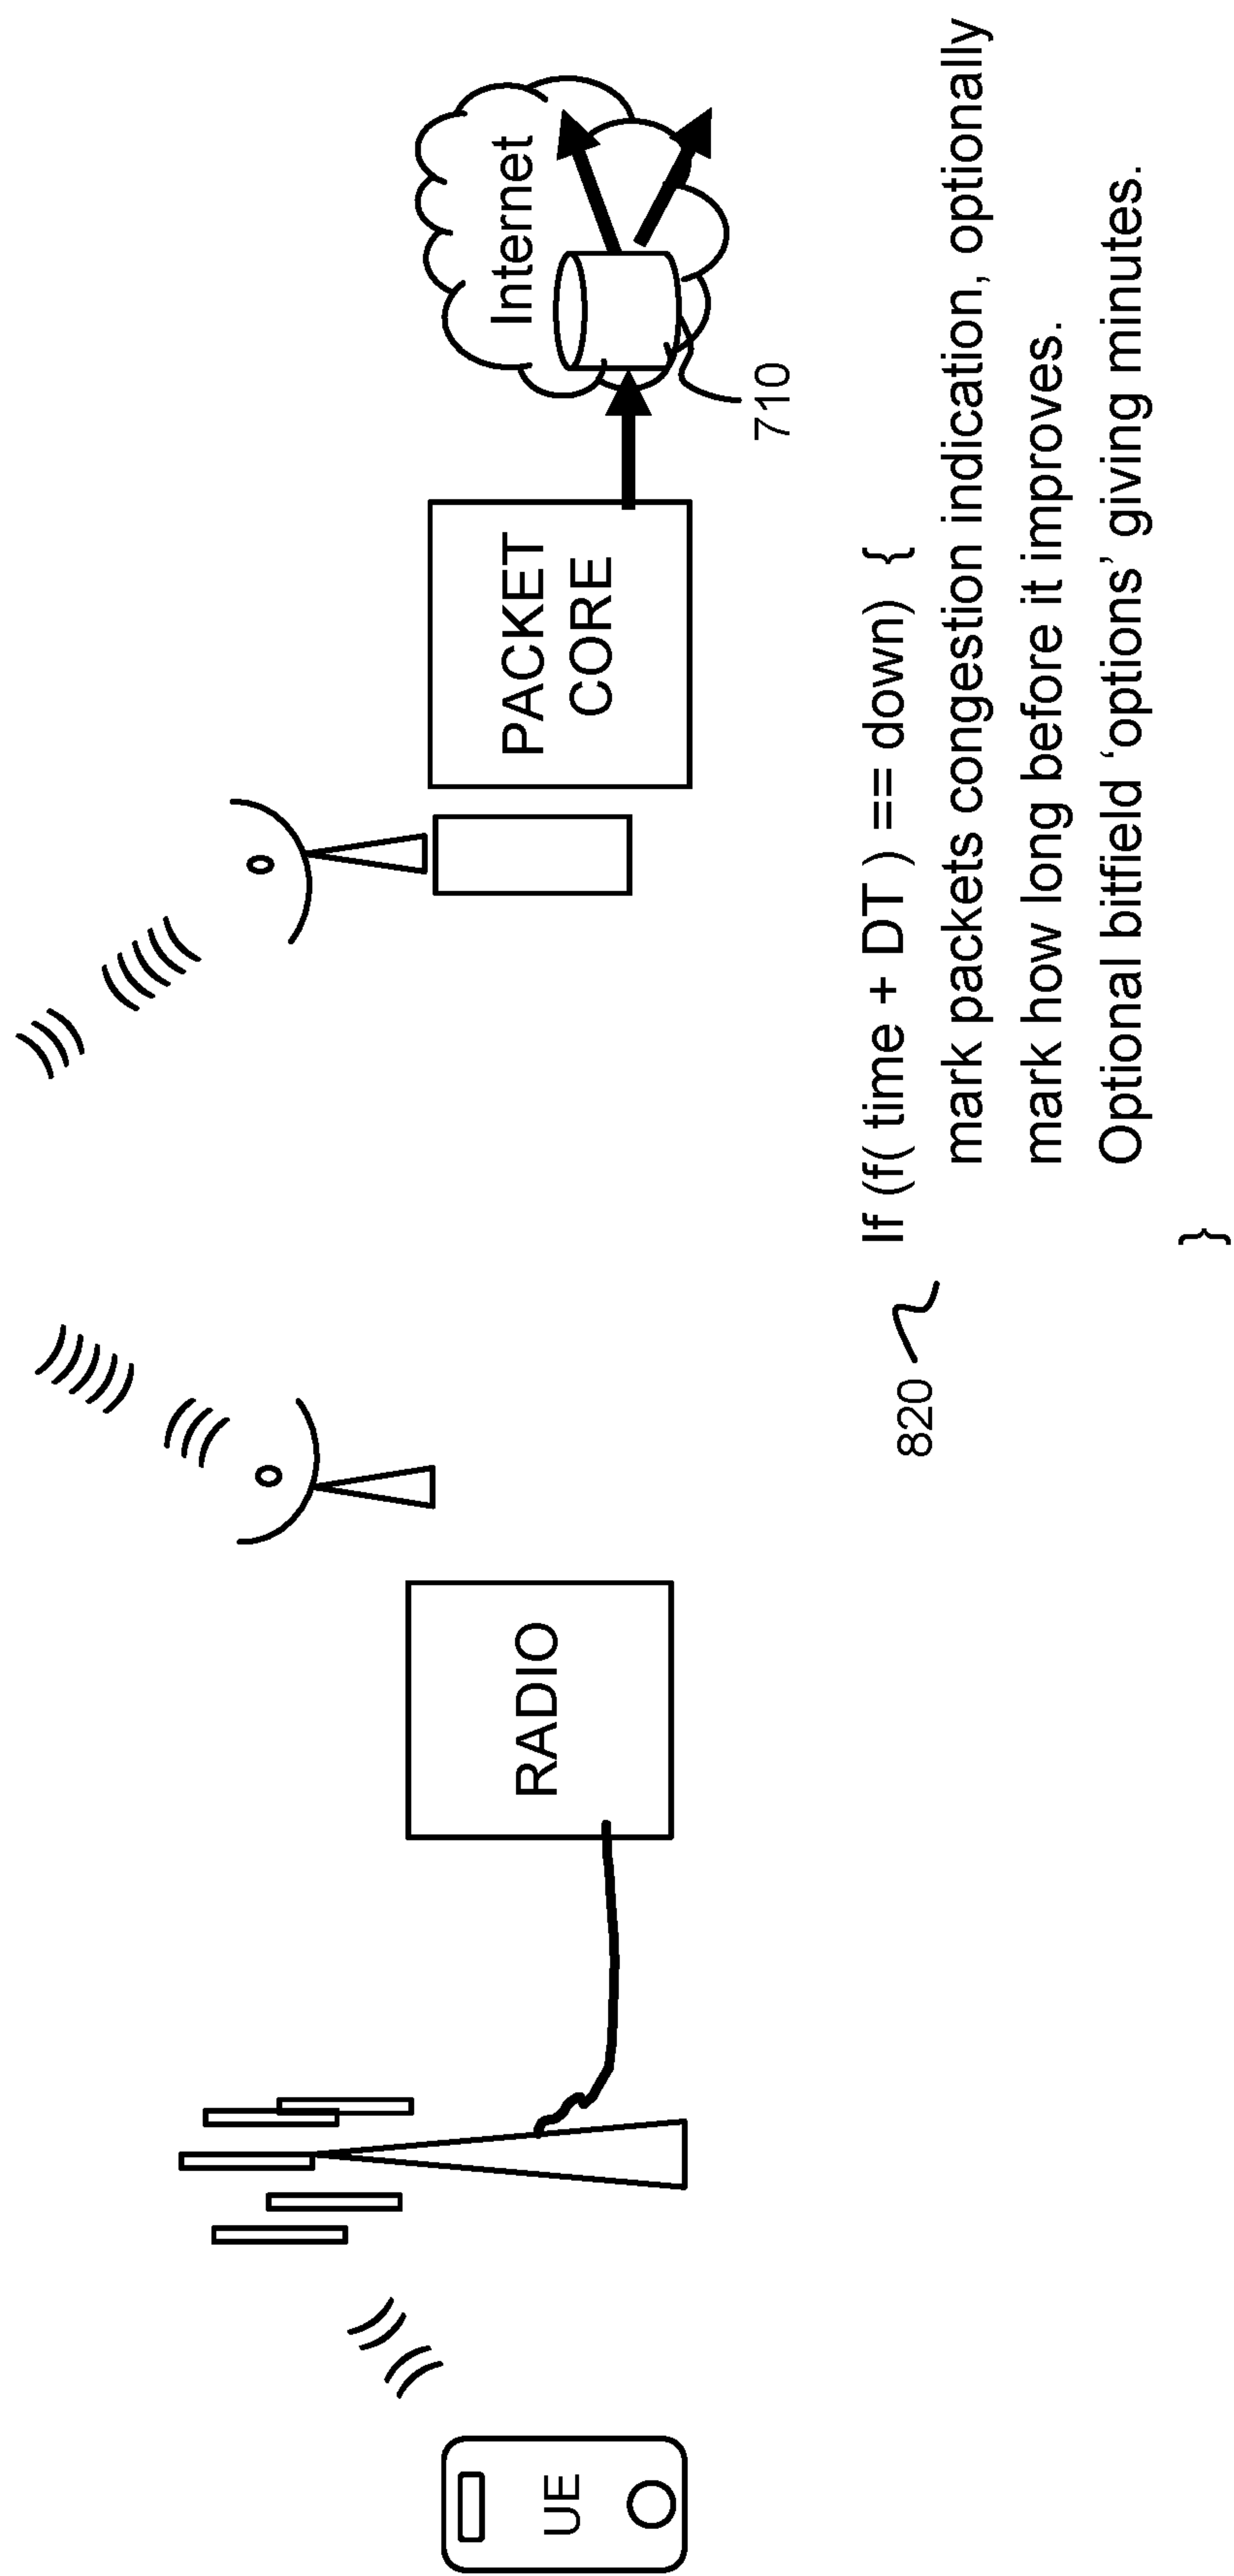 UE
RADIO
PACKET
CORE
Internet
710
820
If (f( time + DT ) == down) {
mark packets congestion indication, optionally
mark how long before it improves.
Optional bitfield ‘options’ giving minutes.
}